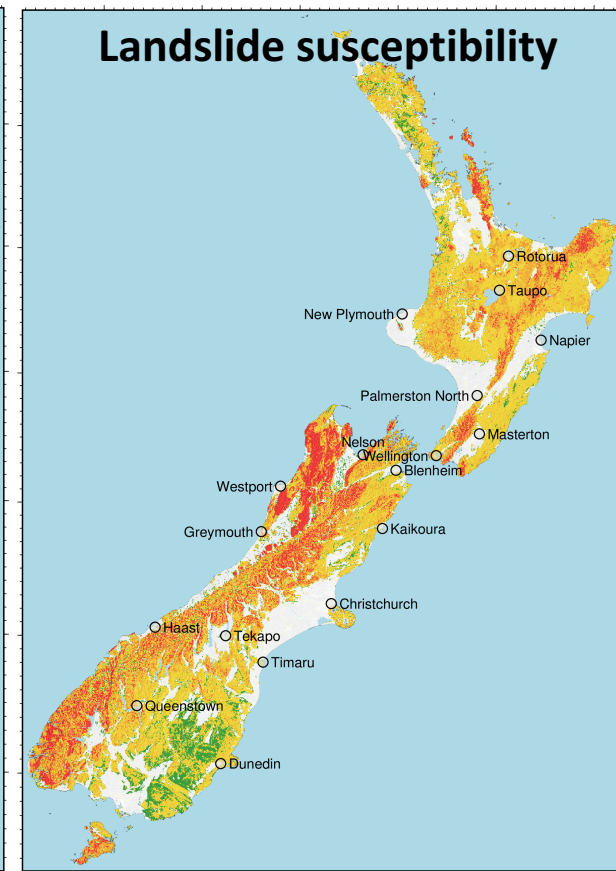 Landslide susceptibility
Rotorua
Taupo
New Plymouth
Napier
Palmerston North
Masterton
Nelson
Wellington
Blenheim
Westport
Greymouth
Kaikoura
Christchurch
Haast
Tekapo
Timaru
Queenstown
Dunedin